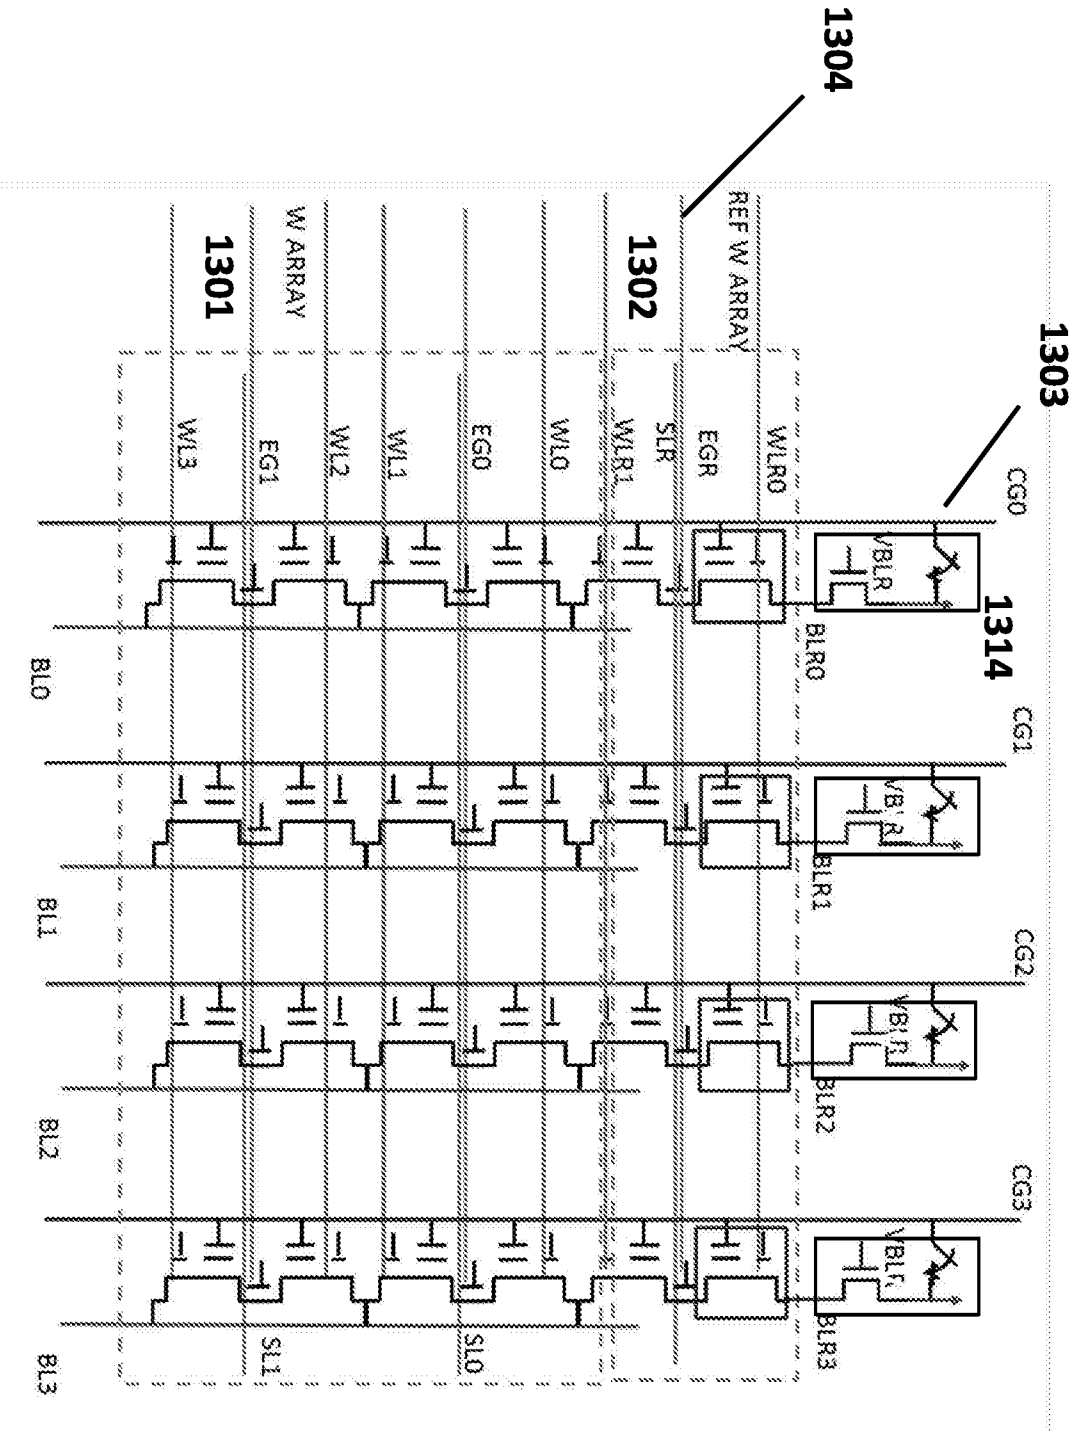 1303
CG0 CG1 CG2 CG3
1314
VBLR
1304
BLR0 BLR1 BLR2 BLR3
WLR0
REF W ARRAY
EGR
SLR
1302
WLR1
WL0
EG0 SL0
WL1
WL2
W ARRAY
EG1 SL1
1301
WL3
BL0 BL1 BL2 BL3